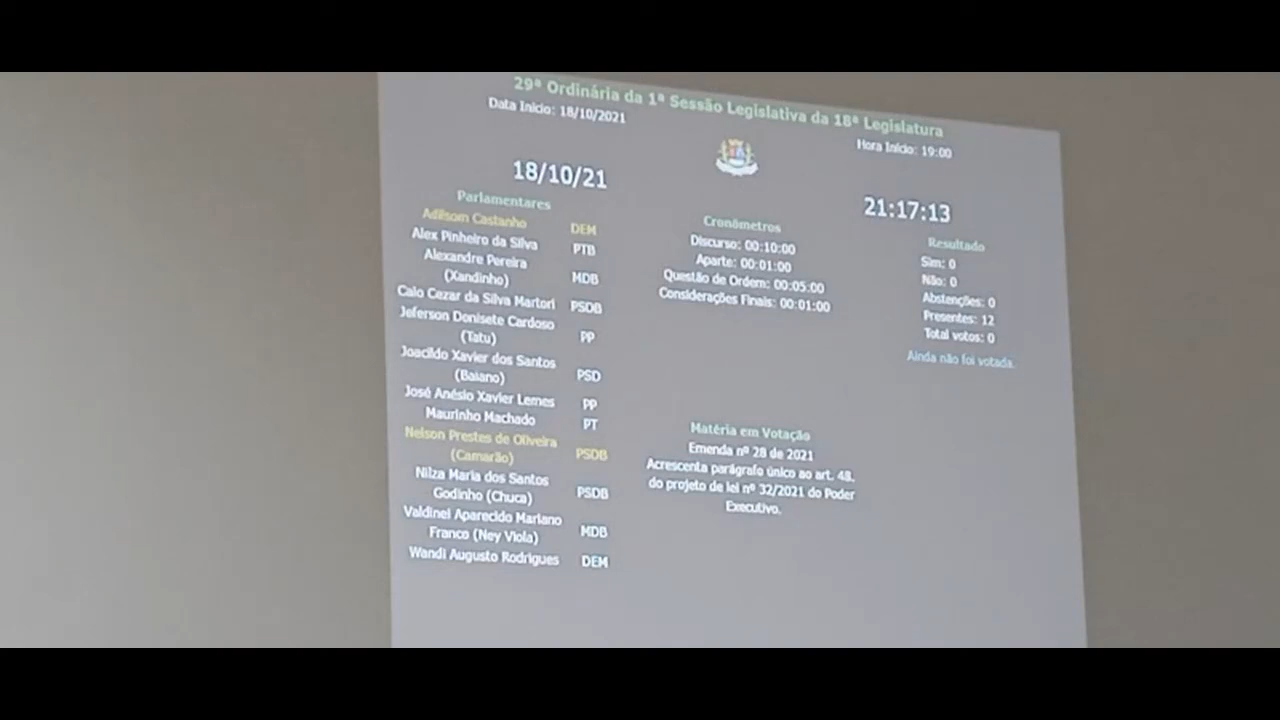 29ª Ordinária da 1ª Sessão Legislativa da 18ª Legislatura
Data Início: 18/10/2021
Hora Início: 19:00
18/10/21
21:17:13
Parlamentares
Adilsom Castanho DEM
Alex Pinheiro da Silva PTB
Alexandre Pereira
(Xandinho) MDB
Caio Cezar da Silva Martori PSDB
Jeferson Donisete Cardoso
(Tatu) PP
Joacildo Xavier dos Santos
(Baiano) PSD
José Anésio Xavier Lemes PP
Maurinho Machado PT
Nelson Prestes de Oliveira
(Camarão) PSDB
Nilza Maria dos Santos
Godinho (Chuca) PSDB
Valdinei Aparecido Mariano
Franco (Ney Viola) MDB
Wandi Augusto Rodrigues DEM
Cronômetros
Discurso: 00:10:00
Aparte: 00:01:00
Questão de Ordem: 00:05:00
Considerações Finais: 00:01:00
Matéria em Votação
Emenda nº 28 de 2021
Acrescenta parágrafo único ao art. 48,
do projeto de lei nº 32/2021 do Poder
Executivo.
Resultado
Sim: 0
Não: 0
Abstenções: 0
Presentes: 12
Total votos: 0
Ainda não foi votada.